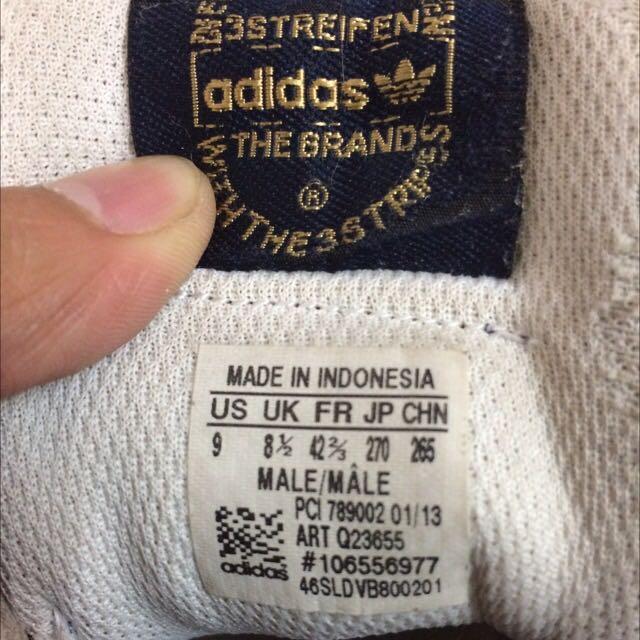 3STREIFEN
adidas
THE BRAND
WITH THE 3 STRIPES
®
MADE IN INDONESIA
US UK FR JP CHN
9 8½ 42⅔ 270 265
MALE/MÂLE
PCI 789002 01/13
ART Q23655
#106556977
adidas
46SLDVB800201